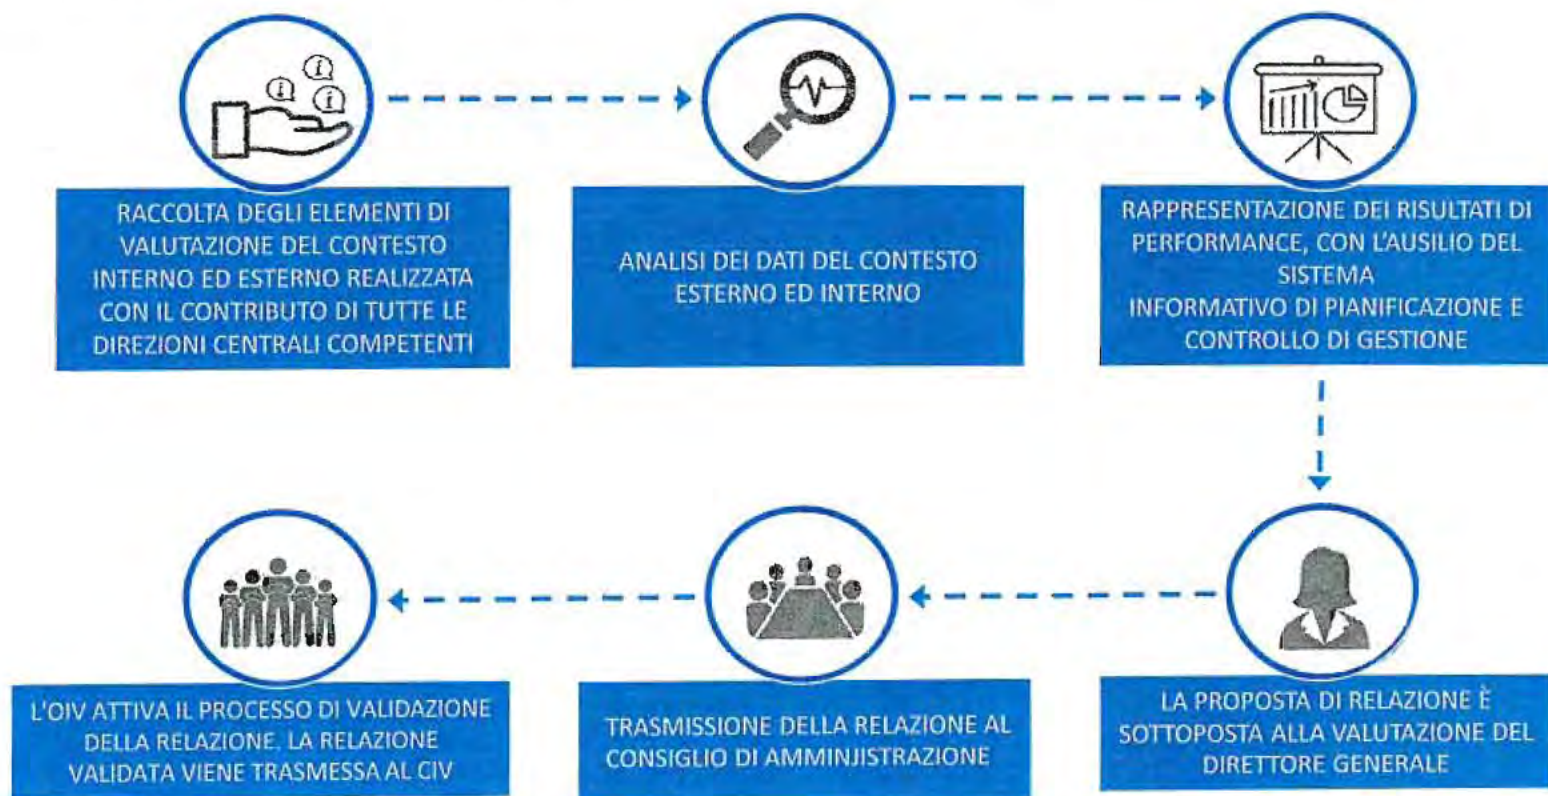 RACCOLTA DEGLI ELEMENTI DI
VALUTAZIONE DEL CONTESTO
INTERNO ED ESTERNO REALIZZATA
CON IL CONTRIBUTO DI TUTTE LE
DIREZIONI CENTRALI COMPETENTI
ANALISI DEI DATI DEL CONTESTO
ESTERNO ED INTERNO
RAPPRESENTAZIONE DEI RISULTATI DI
PERFORMANCE, CON L'AUSILIO DEL
SISTEMA
INFORMATIVO DI PIANIFICAZIONE E
CONTROLLO DI GESTIONE
LA PROPOSTA DI RELAZIONE È
SOTTOPOSTA ALLA VALUTAZIONE DEL
DIRETTORE GENERALE
TRASMISSIONE DELLA RELAZIONE AL
CONSIGLIO DI AMMINJISTRAZIONE
L'OIV ATTIVA IL PROCESSO DI VALIDAZIONE
DELLA RELAZIONE. LA RELAZIONE
VALIDATA VIENE TRASMESSA AL CIV